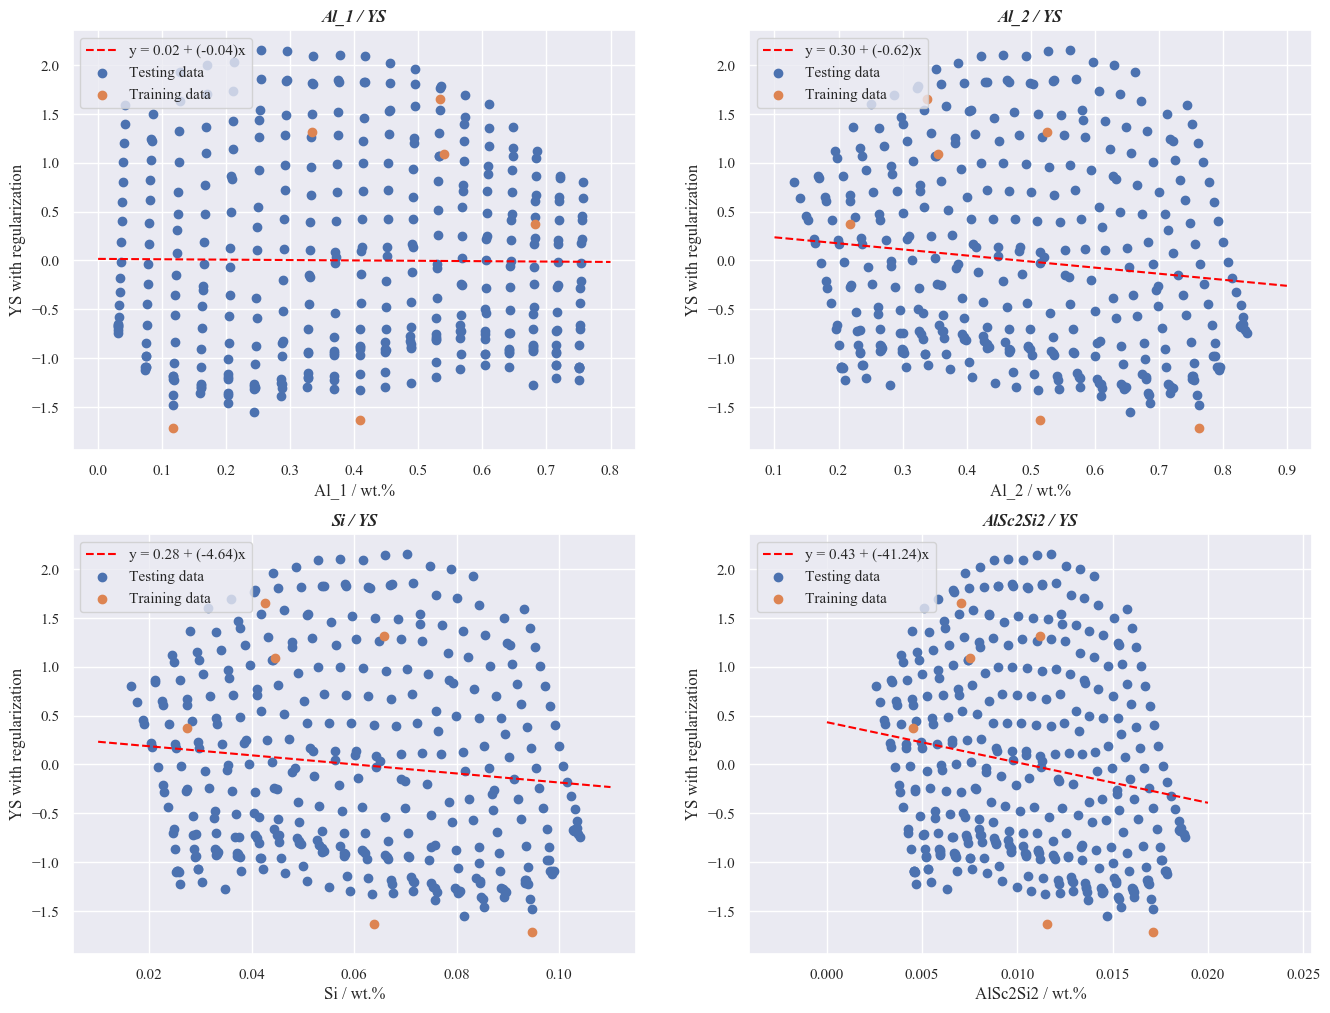 Al_1 / YS
y = 0.02 + (-0.04)x
Testing data
Training data
2.0
1.5
1.0
0.5
0.0
−0.5
−1.0
−1.5
YS with regularization
0.0
0.1
0.2
0.3
0.4
0.5
0.6
0.7
0.8
Al_1 / wt.%
Al_2 / YS
y = 0.30 + (-0.62)x
Testing data
Training data
2.0
1.5
1.0
0.5
0.0
−0.5
−1.0
−1.5
YS with regularization
0.1
0.2
0.3
0.4
0.5
0.6
0.7
0.8
0.9
Al_2 / wt.%
Si / YS
y = 0.28 + (-4.64)x
Testing data
Training data
2.0
1.5
1.0
0.5
0.0
−0.5
−1.0
−1.5
YS with regularization
0.02
0.04
0.06
0.08
0.10
Si / wt.%
AlSc2Si2 / YS
y = 0.43 + (-41.24)x
Testing data
Training data
2.0
1.5
1.0
0.5
0.0
−0.5
−1.0
−1.5
YS with regularization
0.000
0.005
0.010
0.015
0.020
0.025
AlSc2Si2 / wt.%